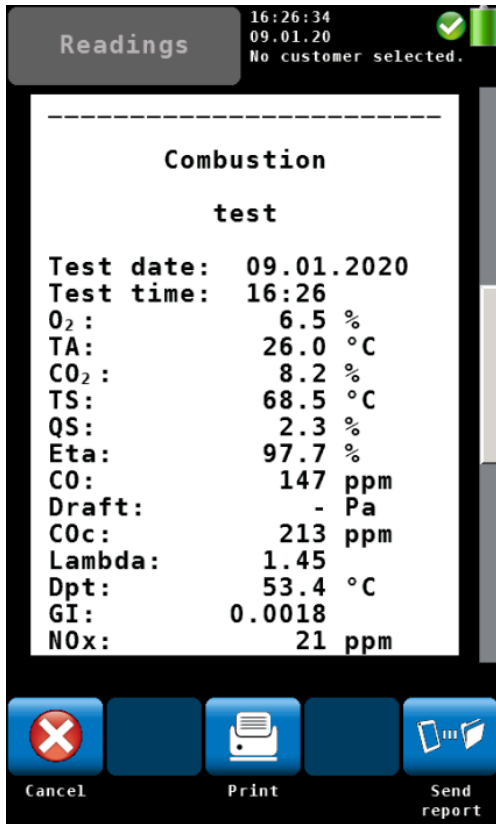 Readings
16:26:34
09.01.20
No customer selected.
Combustion
test
Test date: 09.01.2020
Test time: 16:26
O₂: 6.5 %
TA: 26.0 °C
CO₂: 8.2 %
TS: 68.5 °C
QS: 2.3 %
Eta: 97.7 %
CO: 147 ppm
Draft: - Pa
COc: 213 ppm
Lambda: 1.45
Dpt: 53.4 °C
GI: 0.0018
NOx: 21 ppm
Cancel
Print
Send
report